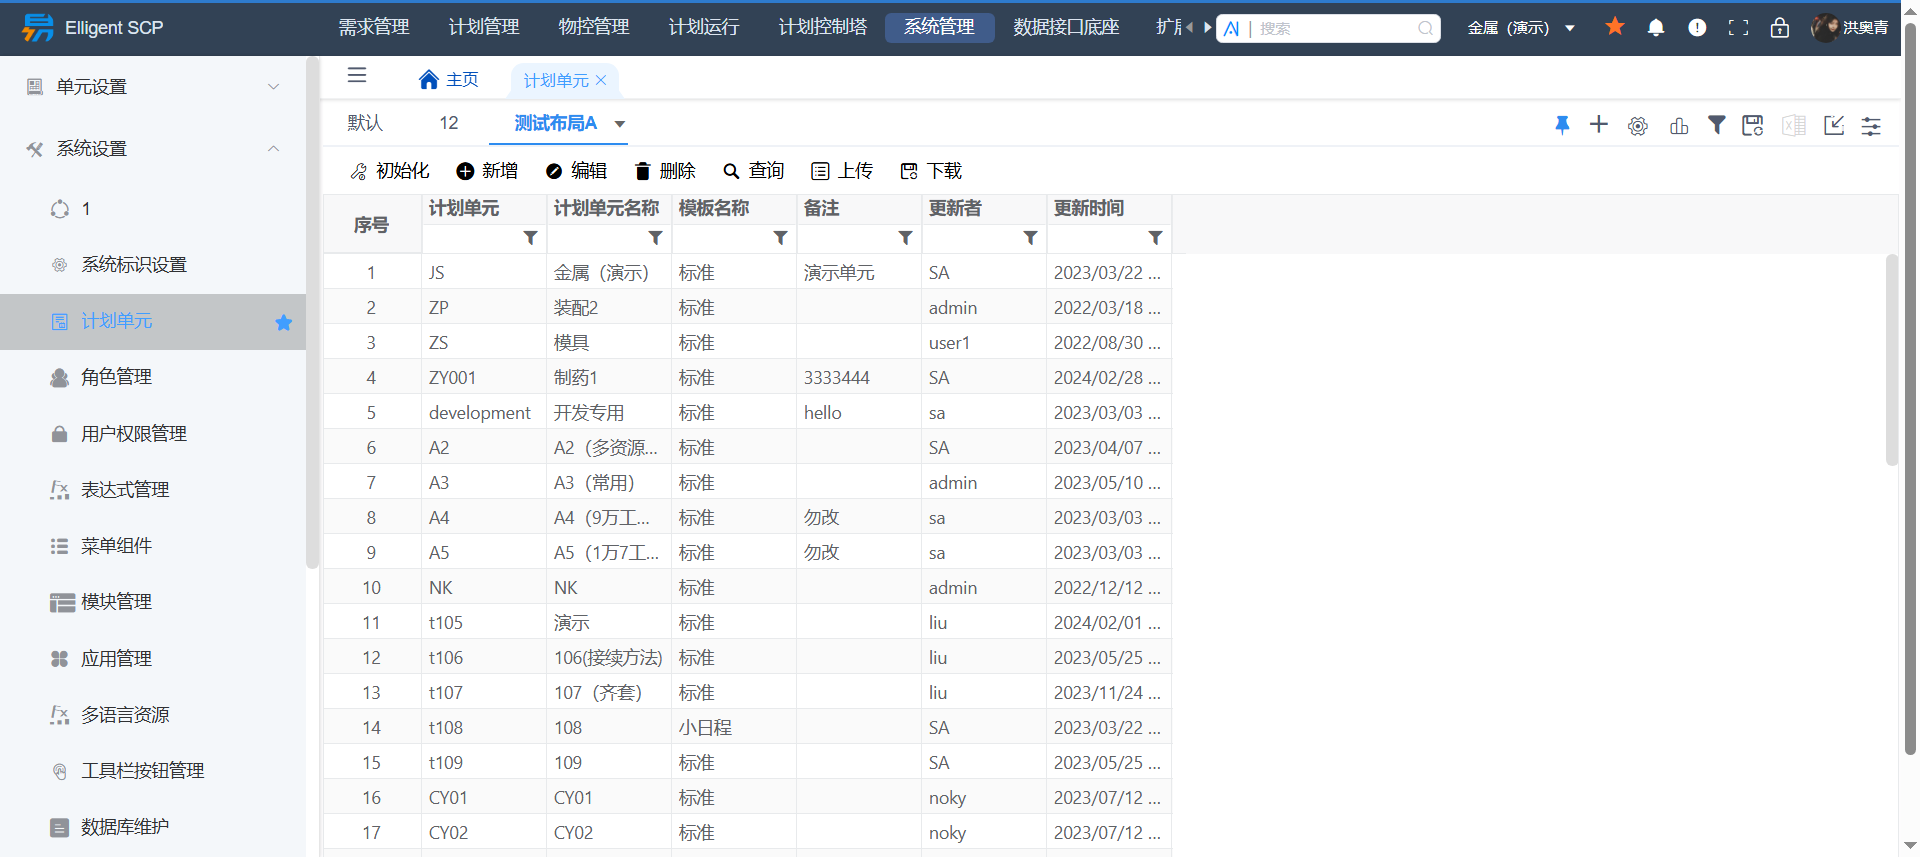 Elligent SCP 需求管理 计划管理 物控管理 计划运行 计划控制塔 系统管理 数据接口底座 AI 搜索 金属（演示） 洪奥青
单元设置
系统设置
1
系统标识设置
计划单元
角色管理
用户权限管理
表达式管理
菜单组件
模块管理
应用管理
多语言资源
工具栏按钮管理
数据库维护
主页 计划单元
默认 12 测试布局A
初始化 新增 编辑 删除 查询 上传 下载
序号 计划单元 计划单元名称 模板名称 备注 更新者 更新时间
1 JS 金属（演示） 标准 演示单元 SA 2023/03/22 ...
2 ZP 装配2 标准 admin 2022/03/18 ...
3 ZS 模具 标准 user1 2022/08/30 ...
4 ZY001 制药1 标准 3333444 SA 2024/02/28 ...
5 development 开发专用 标准 hello sa 2023/03/03 ...
6 A2 A2（多资源... 标准 SA 2023/04/07 ...
7 A3 A3（常用） 标准 admin 2023/05/10 ...
8 A4 A4（9万工... 标准 勿改 sa 2023/03/03 ...
9 A5 A5（1万7工... 标准 勿改 sa 2023/03/03 ...
10 NK NK 标准 admin 2022/12/12 ...
11 t105 演示 标准 liu 2024/02/01 ...
12 t106 106(接续方法) 标准 liu 2023/05/25 ...
13 t107 107（齐套） 标准 liu 2023/11/24 ...
14 t108 108 小日程 SA 2023/03/22 ...
15 t109 109 标准 SA 2023/05/25 ...
16 CY01 CY01 标准 noky 2023/07/12 ...
17 CY02 CY02 标准 noky 2023/07/12 ...